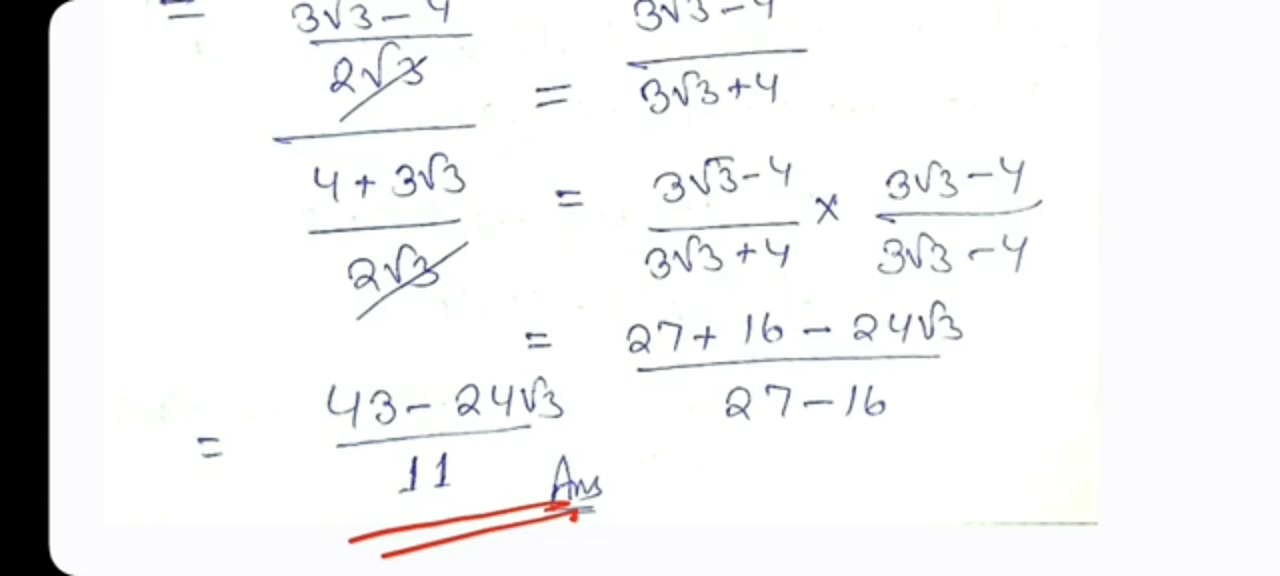 = 3√3-4 3√3-4
2√3 = 3√3+4
4+3√3 = 3√3-4 × 3√3-4
2√3 3√3+4 3√3-4
= 27+16-24√3
27-16
= 43-24√3
11 Ans